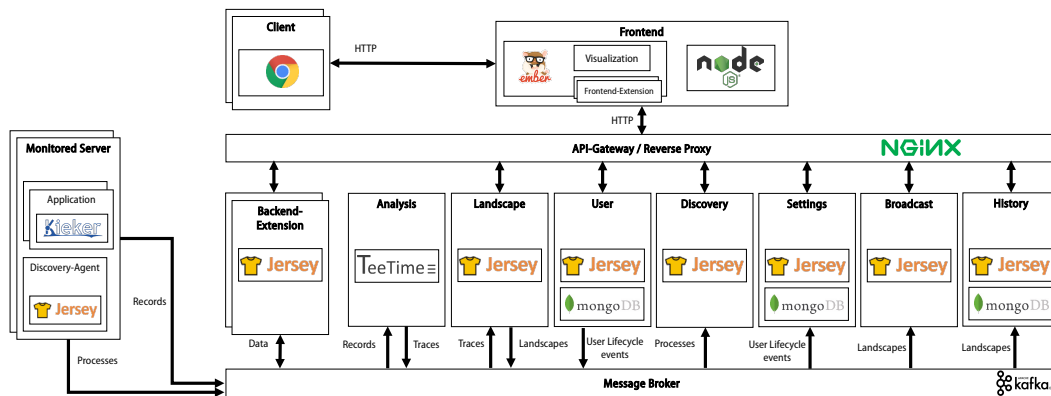 Client
HTTP
Frontend
ember
Visualization
Frontend-Extension
node
JS
HTTP
API-Gateway / Reverse Proxy
NGINX
Monitored Server
Application
Kieker
Discovery-Agent
Jersey
Records
Processes
Backend-
Extension
Jersey
Analysis
TeeTime
Landscape
Jersey
User
Jersey
mongoDB
Discovery
Jersey
Settings
Jersey
mongoDB
Broadcast
Jersey
History
Jersey
mongoDB
Data
Records
Traces
Traces
Landscapes
User Lifecycle
events
Processes
User Lifecycle
events
Landscapes
Landscapes
Message Broker
kafka